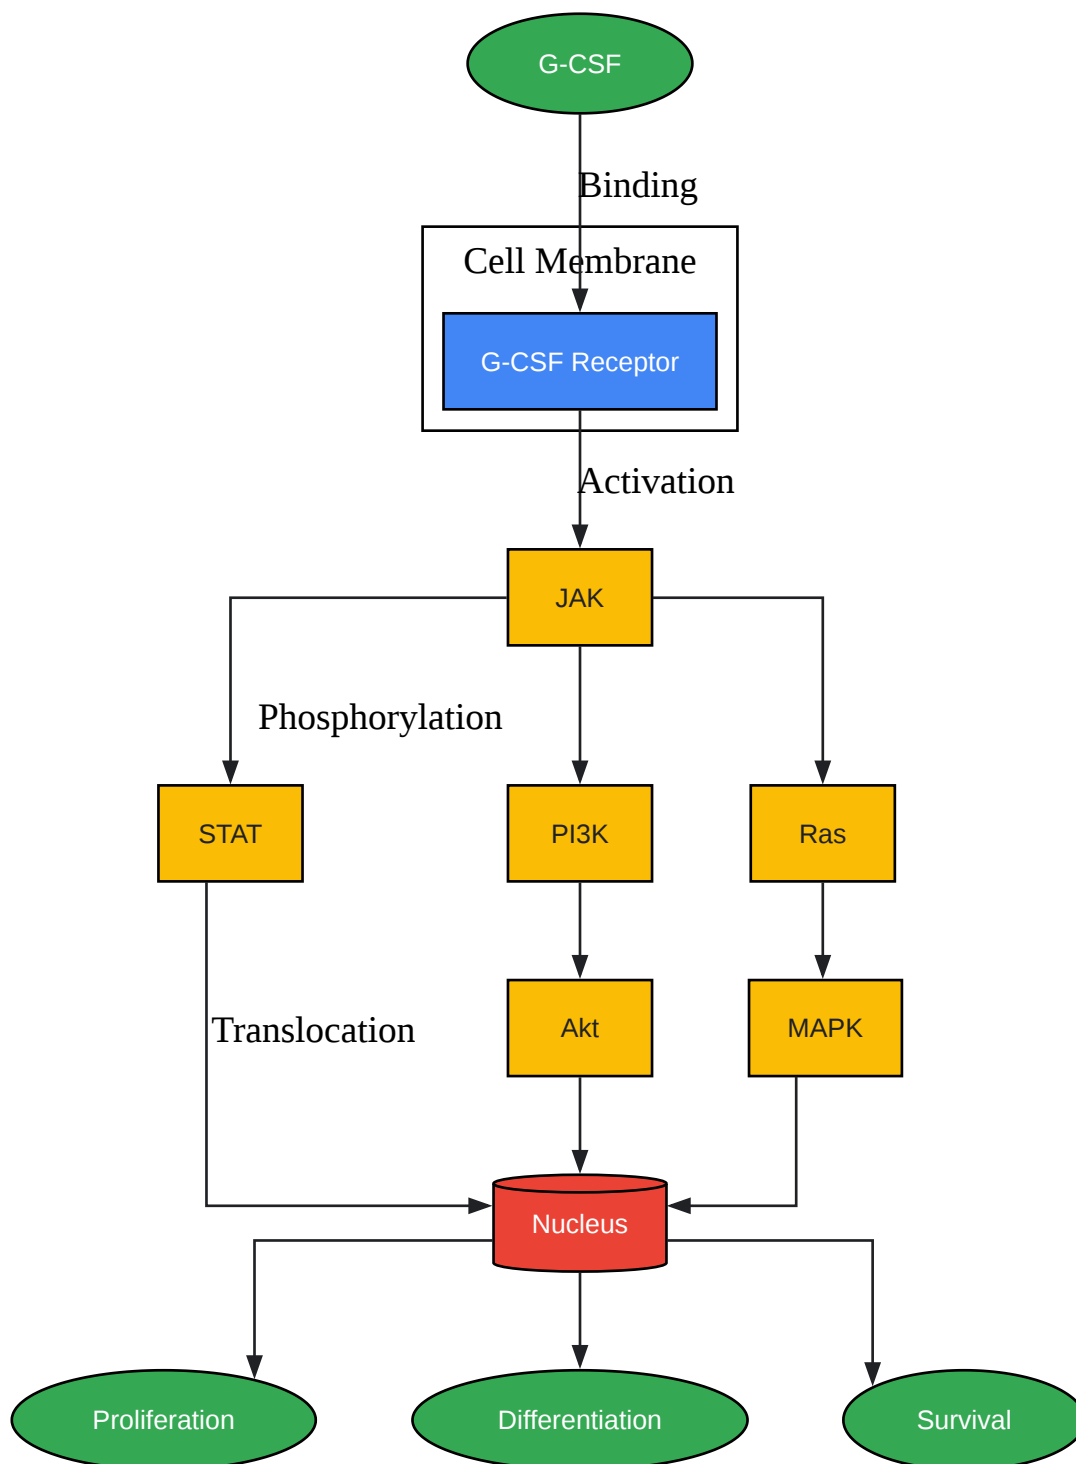 G-CSF
Binding
Cell Membrane
G-CSF Receptor
Activation
JAK
Phosphorylation
STAT
PI3K
Ras
Translocation
Akt
MAPK
Nucleus
Proliferation
Differentiation
Survival